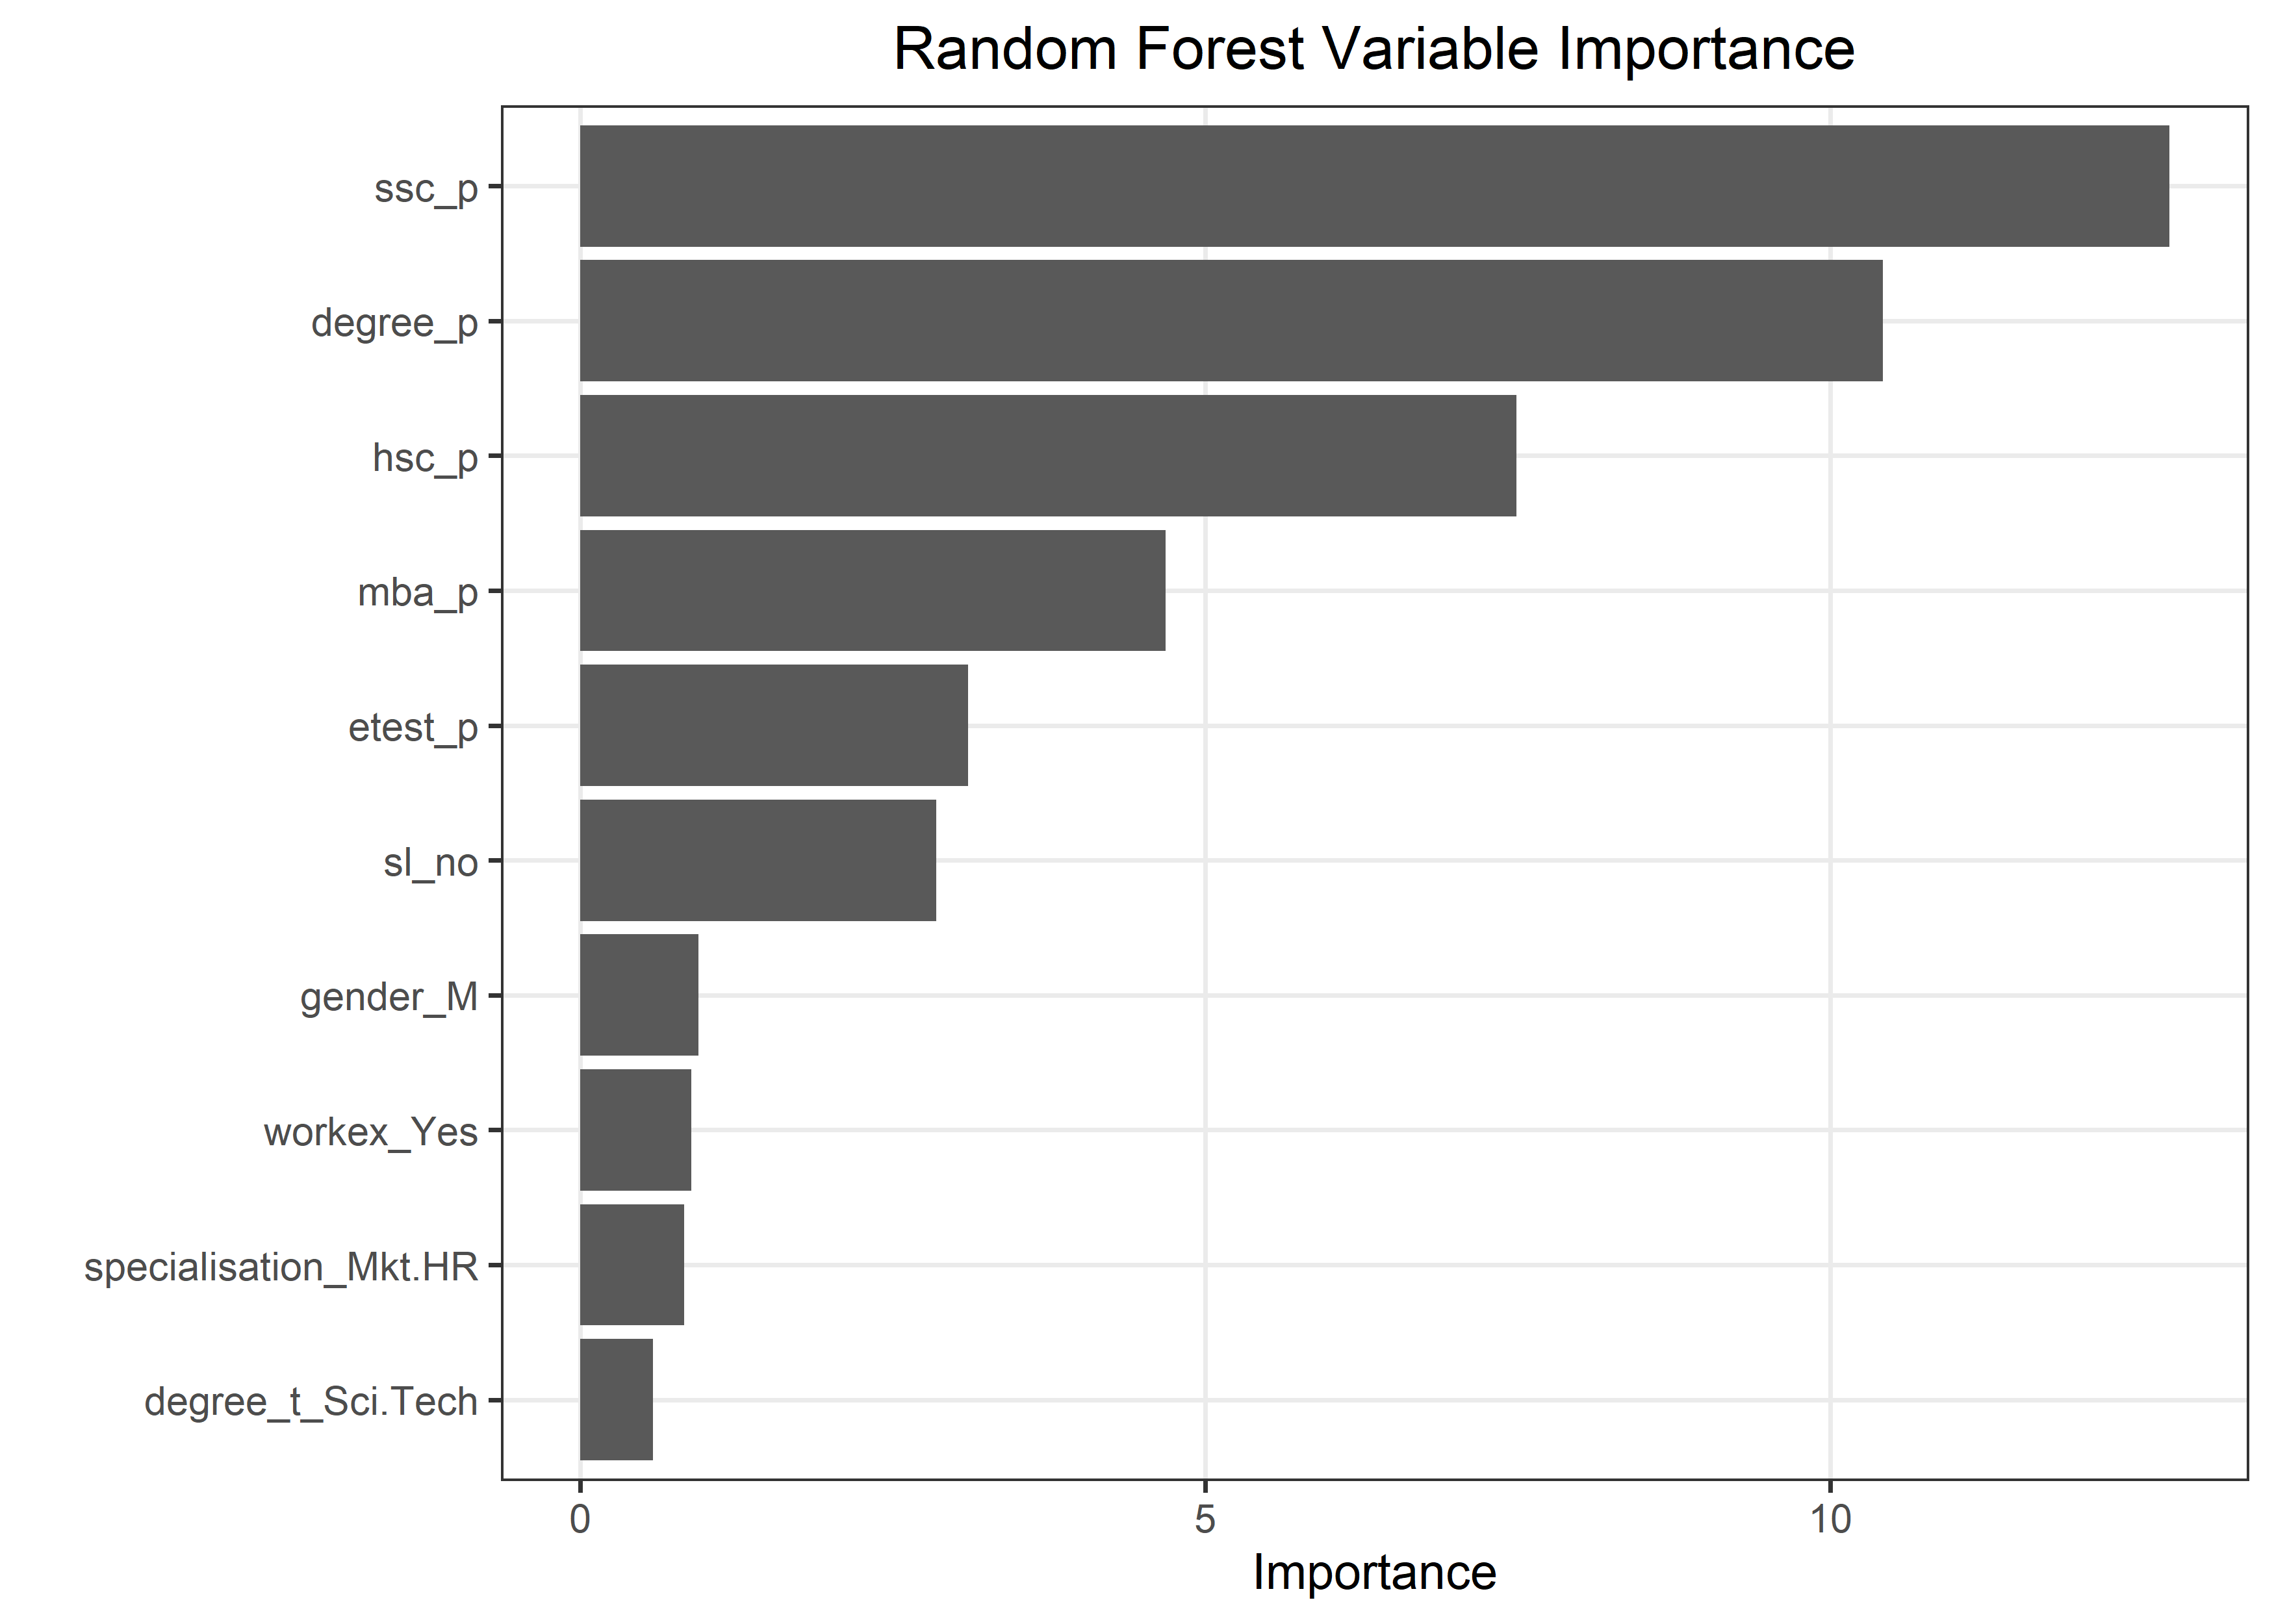 Random Forest Variable Importance
ssc_p
degree_p
hsc_p
mba_p
etest_p
sl_no
gender_M
workex_Yes
specialisation_Mkt.HR
degree_t_Sci.Tech
0 5 10
Importance